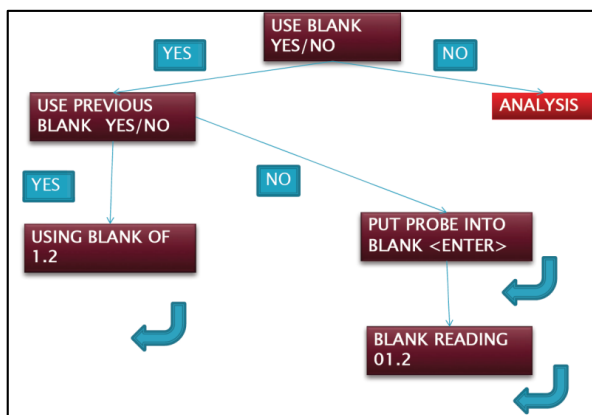 USE BLANK
YES/NO
YES
NO
USE PREVIOUS
BLANK YES/NO
ANALYSIS
YES
NO
USING BLANK OF
1.2
PUT PROBE INTO
BLANK <ENTER>
BLANK READING
01.2